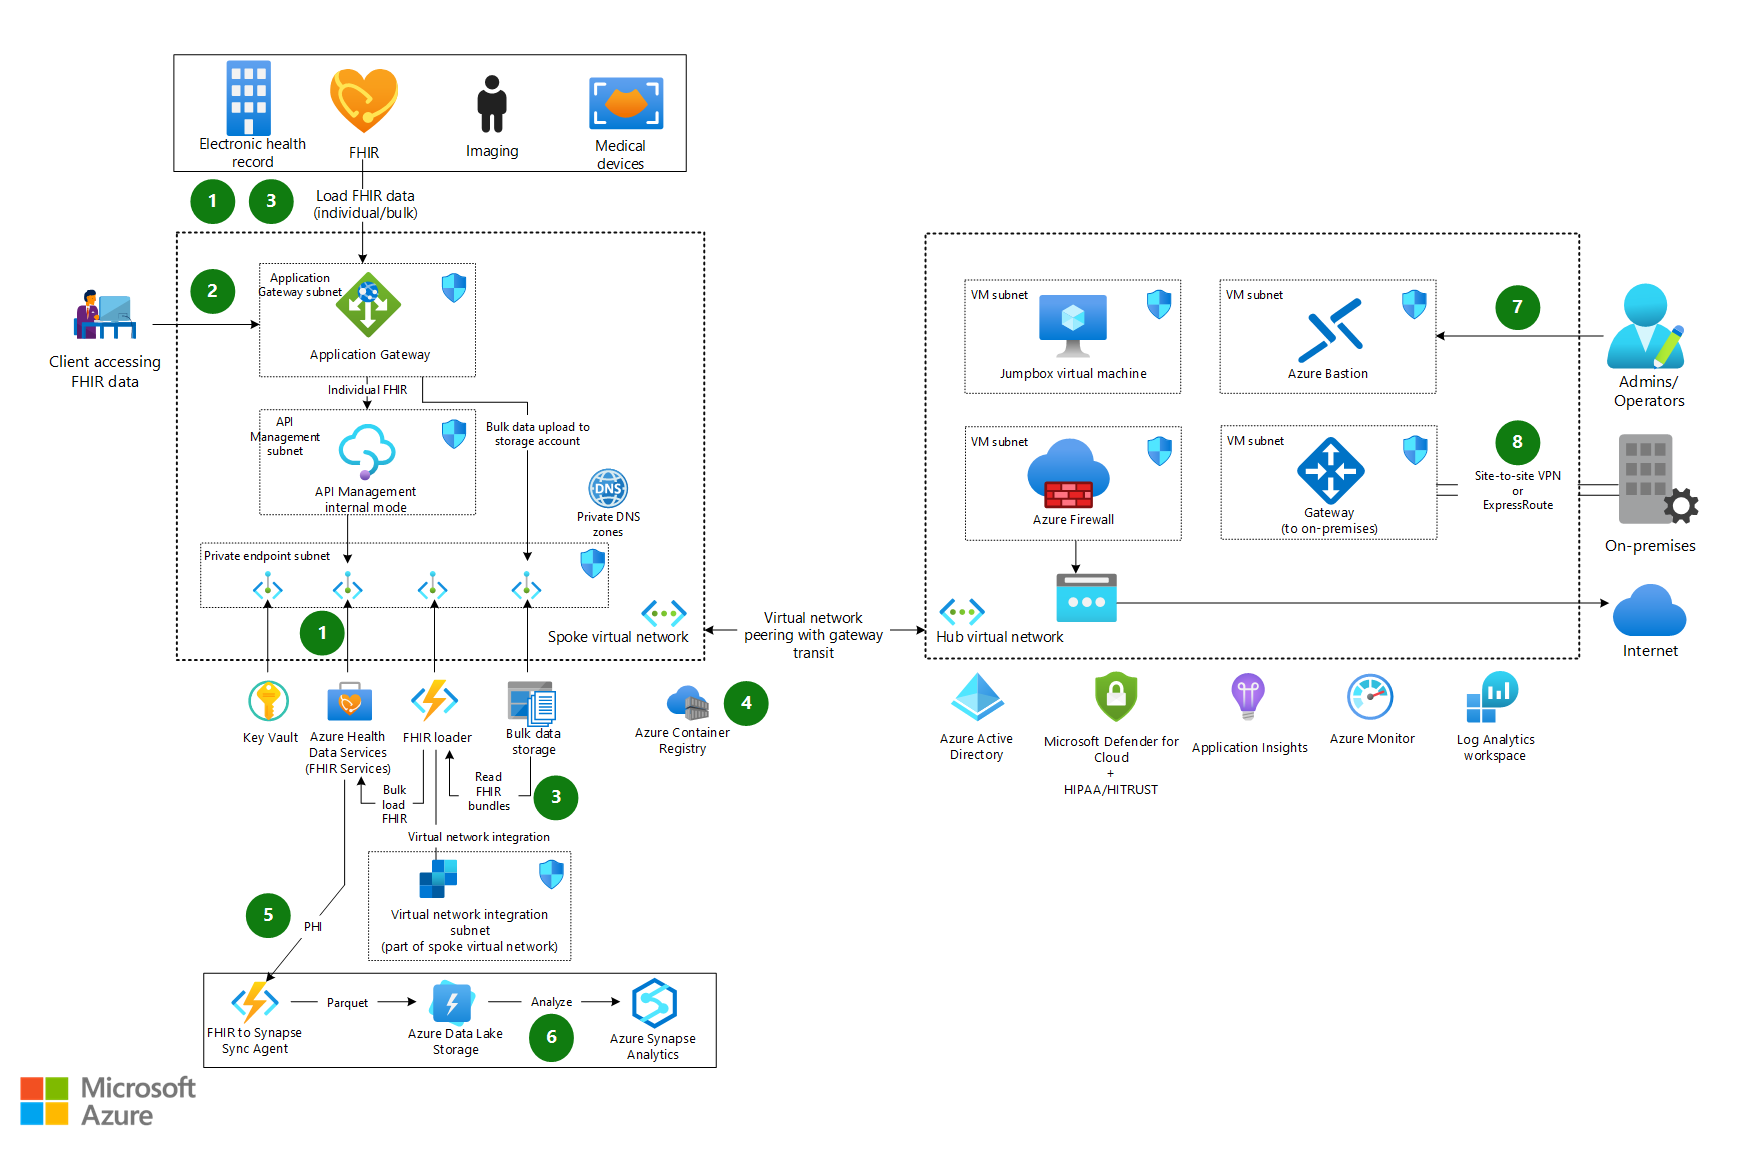 Electronic health
record
FHIR
Imaging
Medical
devices
1
3
Load FHIR data
(individual/bulk)
2
Application
Gateway subnet
Application Gateway
Client accessing
FHIR data
Individual FHIR
API
Management
subnet
API Management
internal mode
Bulk data upload to
storage account
DNS
Private DNS
zones
Private endpoint subnet
1
Spoke virtual network
Virtual network
peering with gateway
transit
VM subnet
Jumpbox virtual machine
VM subnet
Azure Bastion
7
Admins/
Operators
VM subnet
Azure Firewall
VM subnet
Gateway
(to on-premises)
8
Site-to-site VPN
or
ExpressRoute
On-premises
Hub virtual network
Internet
Key Vault
Azure Health
Data Services
(FHIR Services)
FHIR loader
Bulk data
storage
Azure Container
Registry
4
Azure Active
Directory
Microsoft Defender for
Cloud
+
HIPAA/HITRUST
Application Insights
Azure Monitor
Log Analytics
workspace
Bulk
load
FHIR
Read
FHIR
bundles
3
Virtual network integration
Virtual network integration
subnet
(part of spoke virtual network)
5
PHI
FHIR to Synapse
Sync Agent
Parquet
Azure Data Lake
Storage
Analyze
6
Azure Synapse
Analytics
Microsoft
Azure